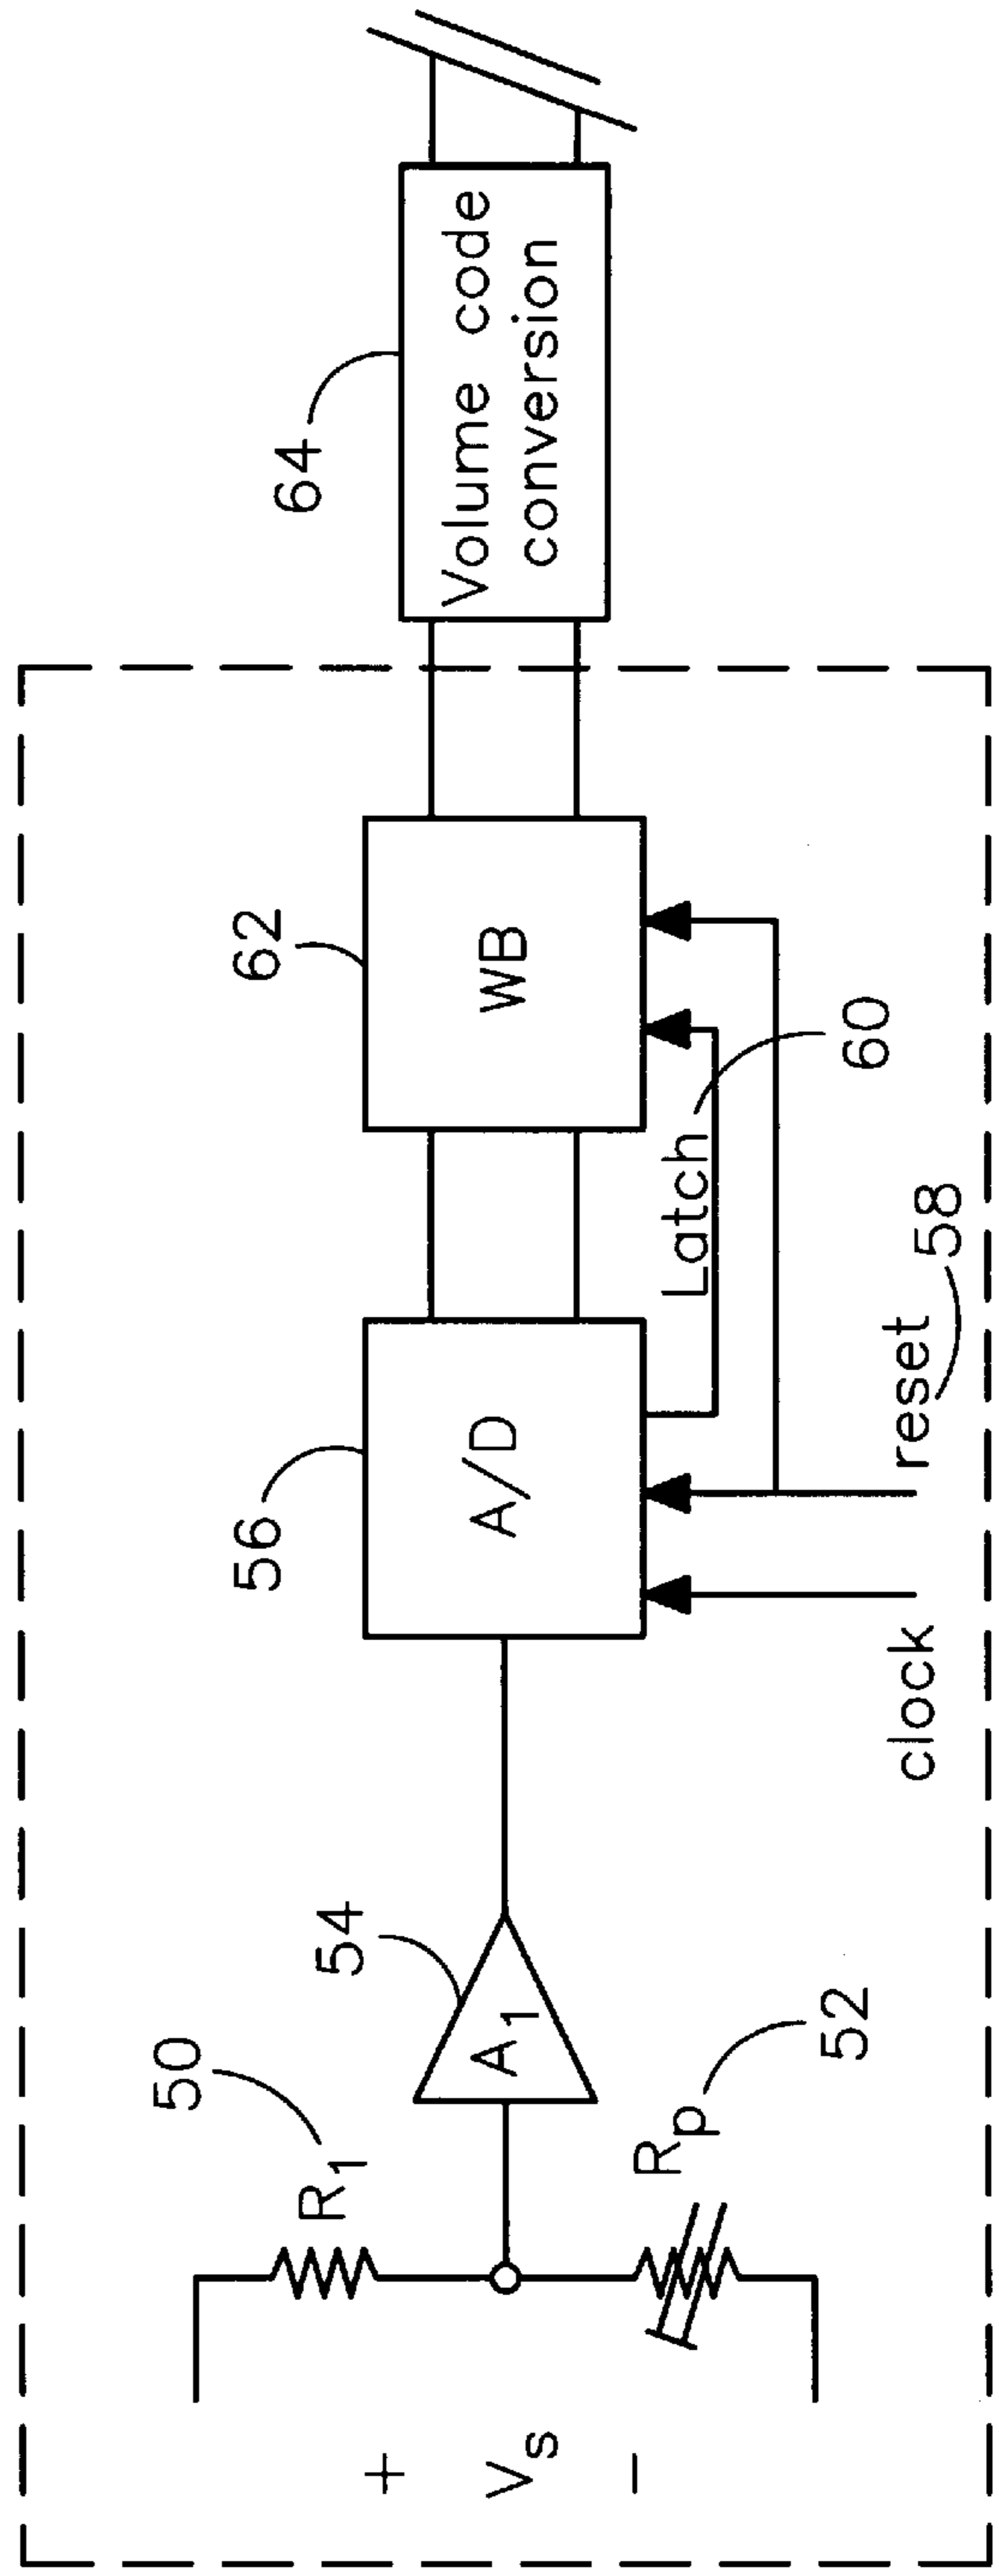 50
R1
+
Vs
−
Rp
52
54
A1
56
A/D
clock
reset
58
Latch
60
62
WB
64
Volume code
conversion